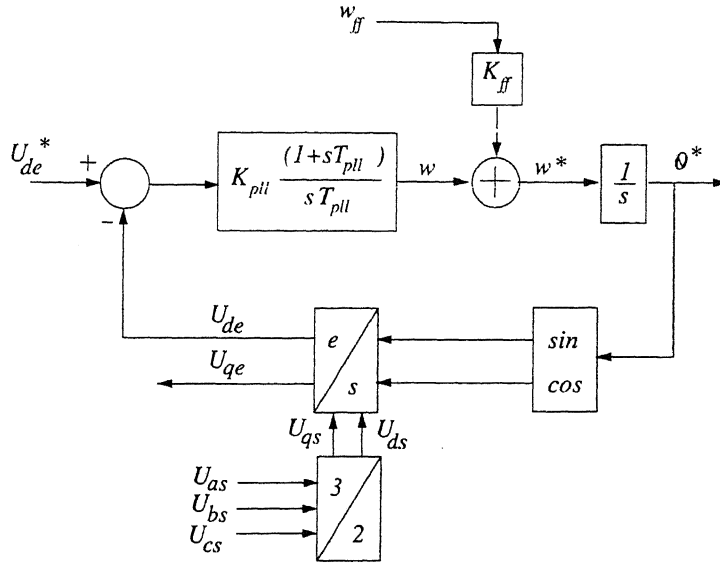 w_ff
K_ff
U_de*
+
K_pll (1+sT_pll) / sT_pll
w
+
w*
1/s
θ*
−
U_de
e
sin
U_qe
s
cos
U_qs
U_ds
U_as
3
U_bs
2
U_cs